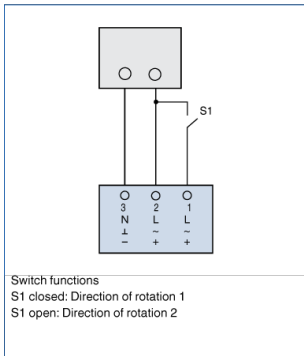 S1
3 2 1
N L L
⊥ ~ ~
− + +
Switch functions
S1 closed: Direction of rotation 1
S1 open: Direction of rotation 2